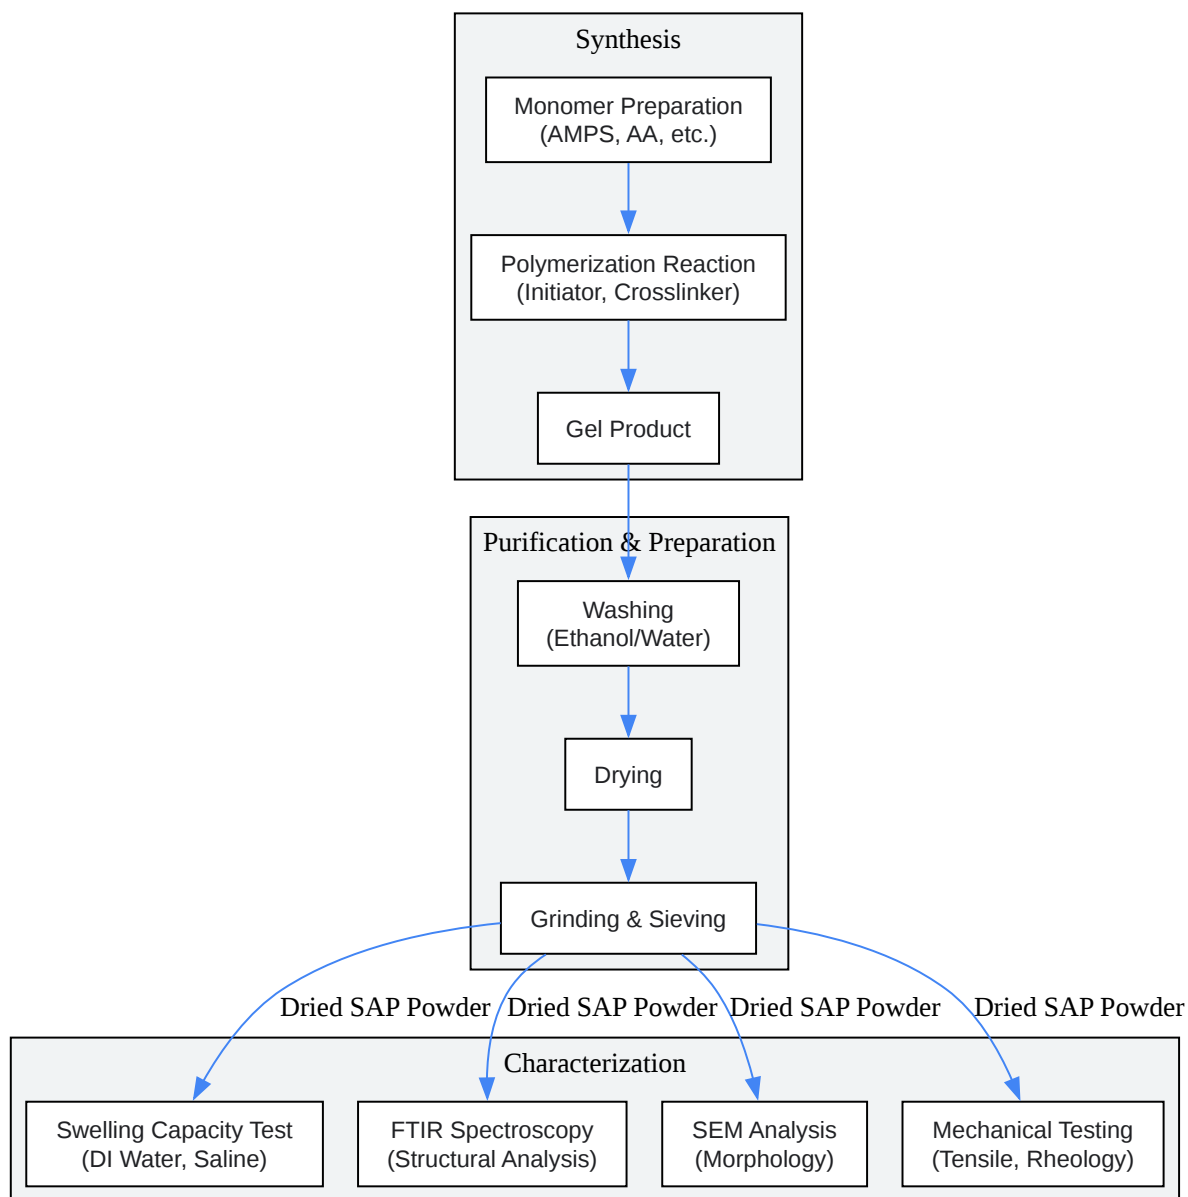 Synthesis
Monomer Preparation
(AMPS, AA, etc.)
Polymerization Reaction
(Initiator, Crosslinker)
Gel Product
Purification & Preparation
Washing
(Ethanol/Water)
Drying
Grinding & Sieving
Dried SAP Powder
Dried SAP Powder
Dried SAP Powder
Dried SAP Powder
Characterization
Swelling Capacity Test
(DI Water, Saline)
FTIR Spectroscopy
(Structural Analysis)
SEM Analysis
(Morphology)
Mechanical Testing
(Tensile, Rheology)